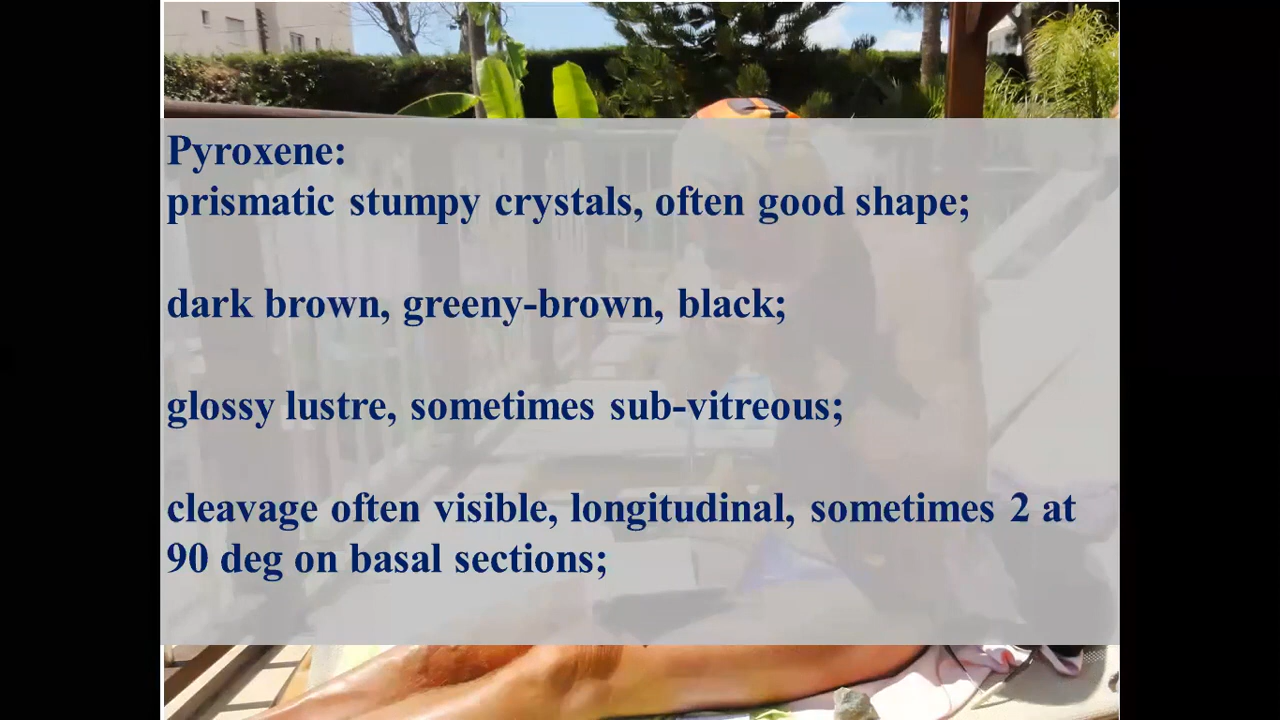 Pyroxene:
prismatic stumpy crystals, often good shape;
dark brown, greeny-brown, black;
glossy lustre, sometimes sub-vitreous;
cleavage often visible, longitudinal, sometimes 2 at
90 deg on basal sections;